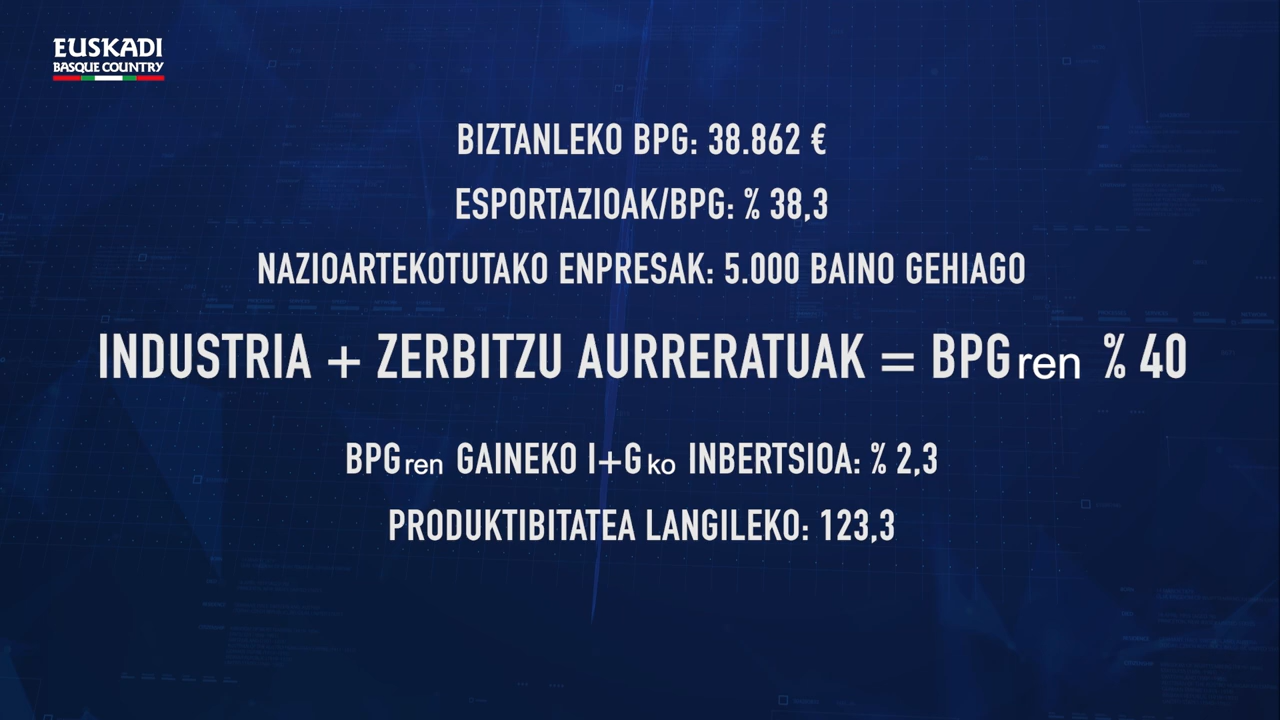 EUSKADI
BASQUE COUNTRY
BIZTANLEKO BPG: 38.862 €
ESPORTAZIOAK/BPG: % 38,3
NAZIOARTEKOTUTAKO ENPRESAK: 5.000 BAINO GEHIAGO
INDUSTRIA + ZERBITZU AURRERATUAK = BPGren % 40
BPGren GAINEKO I+Gko INBERTSIOA: % 2,3
PRODUKTIBITATEA LANGILEKO: 123,3